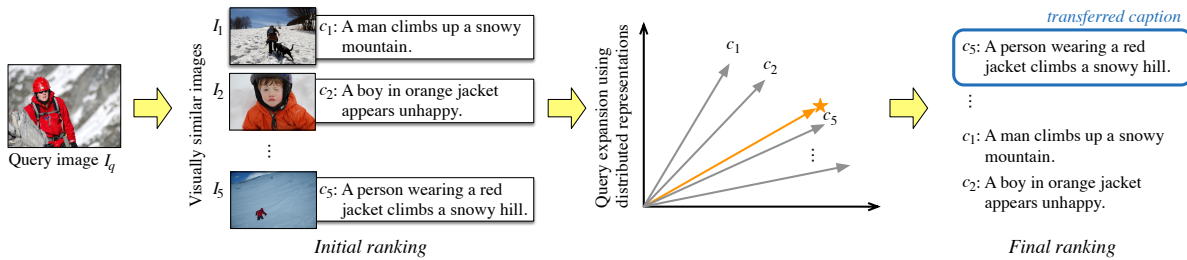 Query image I_q
Visually similar images
I_1
c_1: A man climbs up a snowy
mountain.
I_2
c_2: A boy in orange jacket
appears unhappy.
...
I_5
c_5: A person wearing a red
jacket climbs a snowy hill.
Initial ranking
Query expansion using
distributed representations
c_1
c_2
c_5
...
transferred caption
c_5: A person wearing a red
jacket climbs a snowy hill.
...
c_1: A man climbs up a snowy
mountain.
c_2: A boy in orange jacket
appears unhappy.
Final ranking